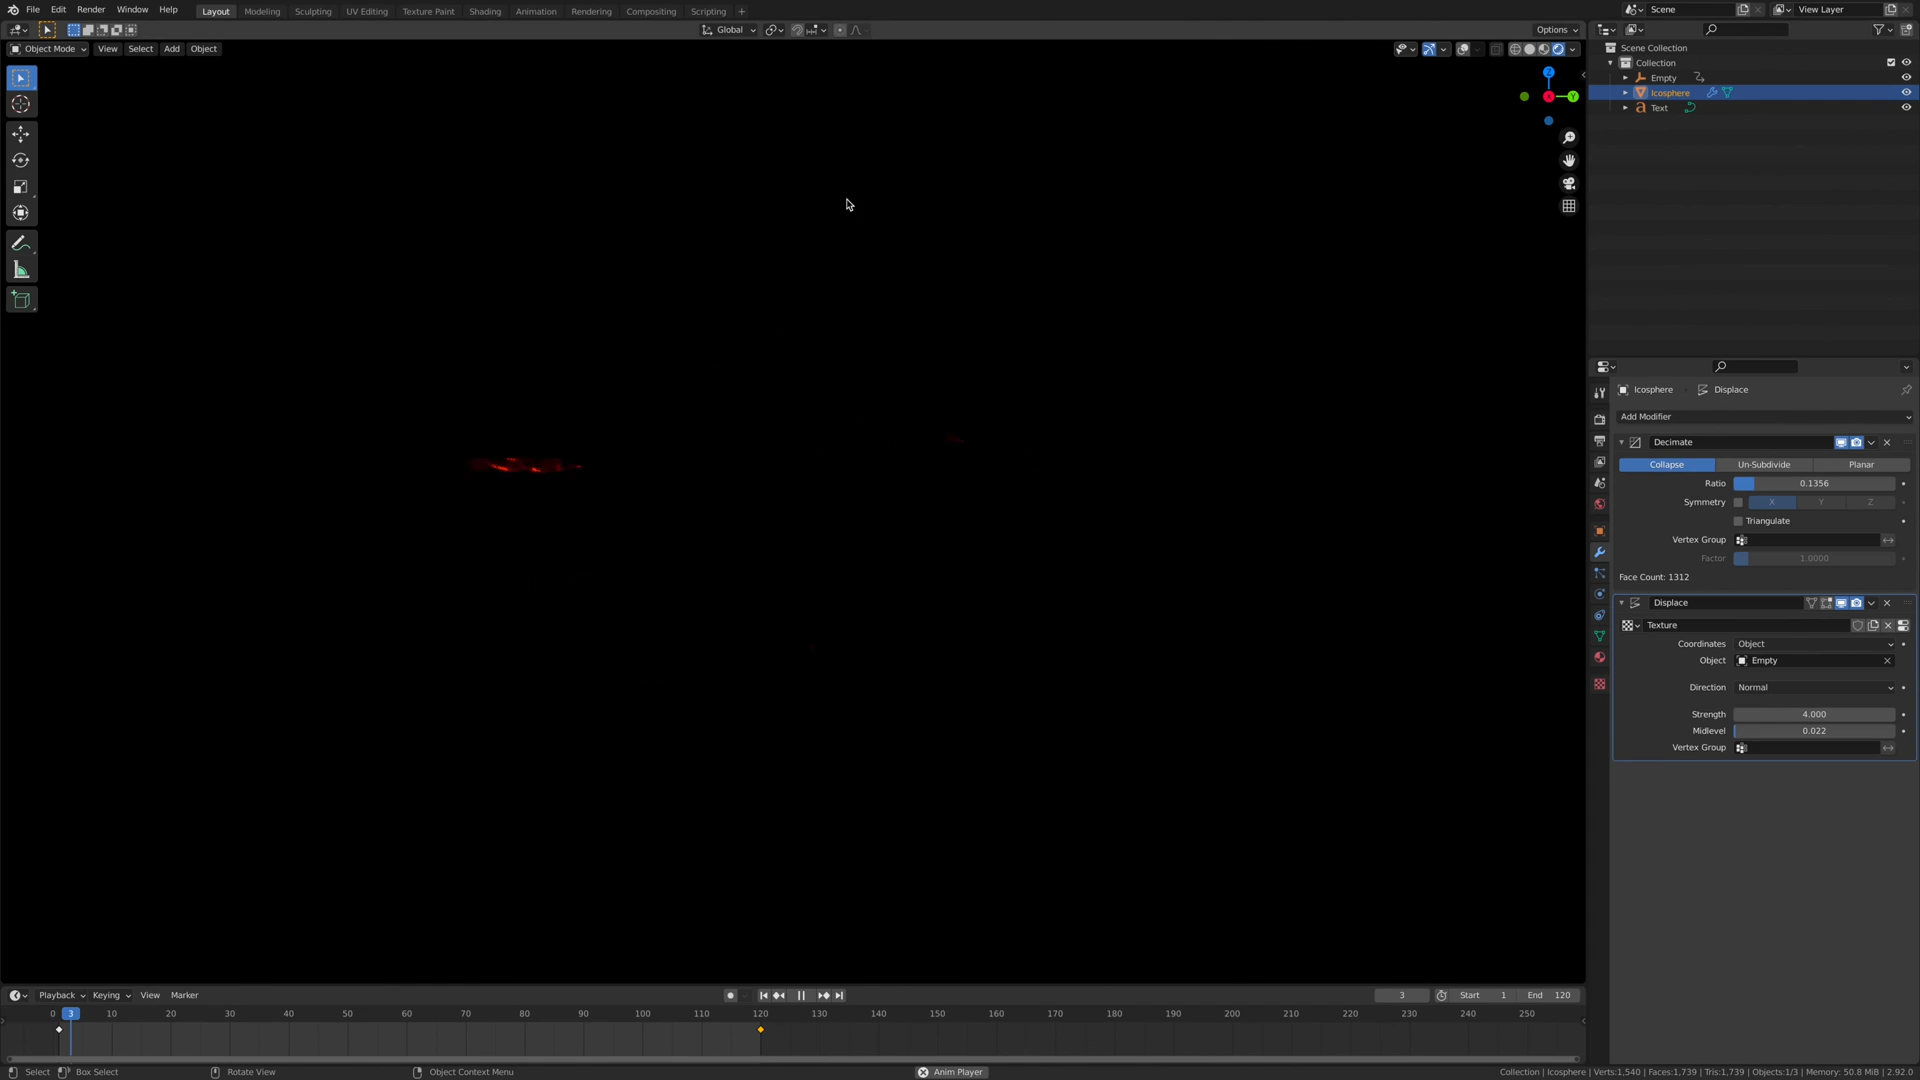 File Edit Render Window Help Layout Modeling Sculpting UV Editing Texture Paint Shading Animation Rendering Compositing Scripting + Scene View Layer
Global Options
Object Mode View Select Add Object
Scene Collection
Collection
Empty
Icosphere
Text
Z
X Y
Icosphere Displace
Add Modifier
Decimate
Collapse Un-Subdivide Planar
Ratio 0.1356
Symmetry X Y Z
Triangulate
Vertex Group
Factor 1.0000
Face Count: 1312
Displace
Texture
Coordinates Object
Object Empty
Direction Normal
Strength 4.000
Midlevel 0.022
Vertex Group
Playback Keying View Marker 3 Start 1 End 120
0 3 10 20 30 40 50 60 70 80 90 100 110 120 130 140 150 160 170 180 190 200 210 220 230 240 250
Select Box Select Rotate View Object Context Menu Anim Player Collection | Icosphere | Verts:1,540 | Faces:1,739 | Tris:1,739 | Objects:1/3 | Memory: 50.8 MiB | 2.92.0